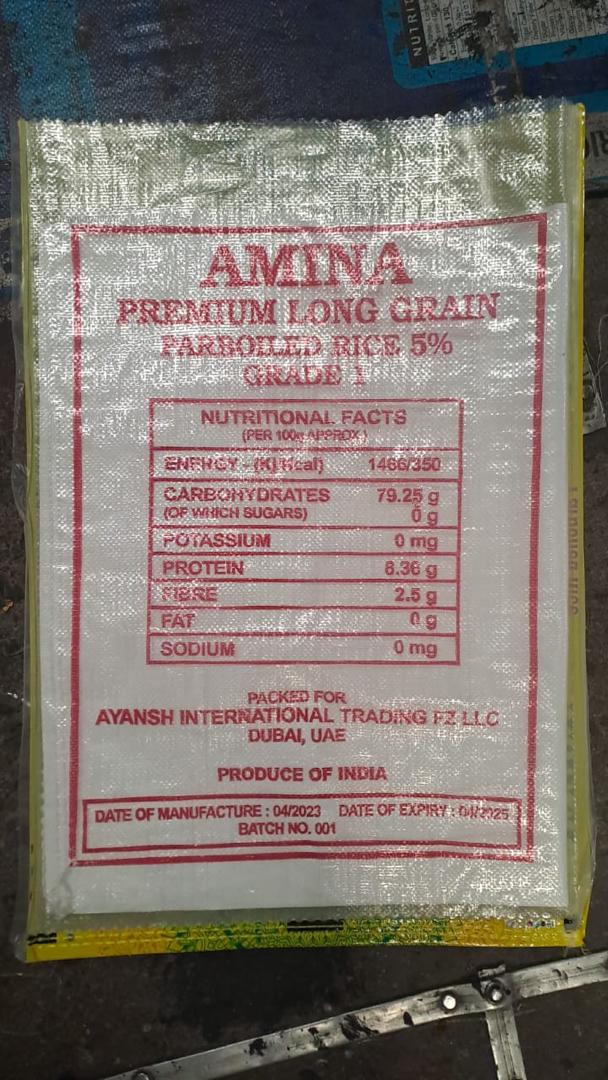 NUTRIT
AMINA
PREMIUM LONG GRAIN
PARBOILED RICE 5%
GRADE 1
NUTRITIONAL FACTS
(PER 100g APPROX)
ENERGY - (Kj/Kcal) 1466/350
CARBOHYDRATES 79.25 g
(OF WHICH SUGARS) 0 g
POTASSIUM 0 mg
PROTEIN 8.36 g
FIBRE 2.5 g
FAT 0 g
SODIUM 0 mg
PACKED FOR
AYANSH INTERNATIONAL TRADING FZ LLC
DUBAI, UAE
PRODUCE OF INDIA
DATE OF MANUFACTURE : 04/2023 DATE OF EXPIRY : 04/2025
BATCH NO. 001